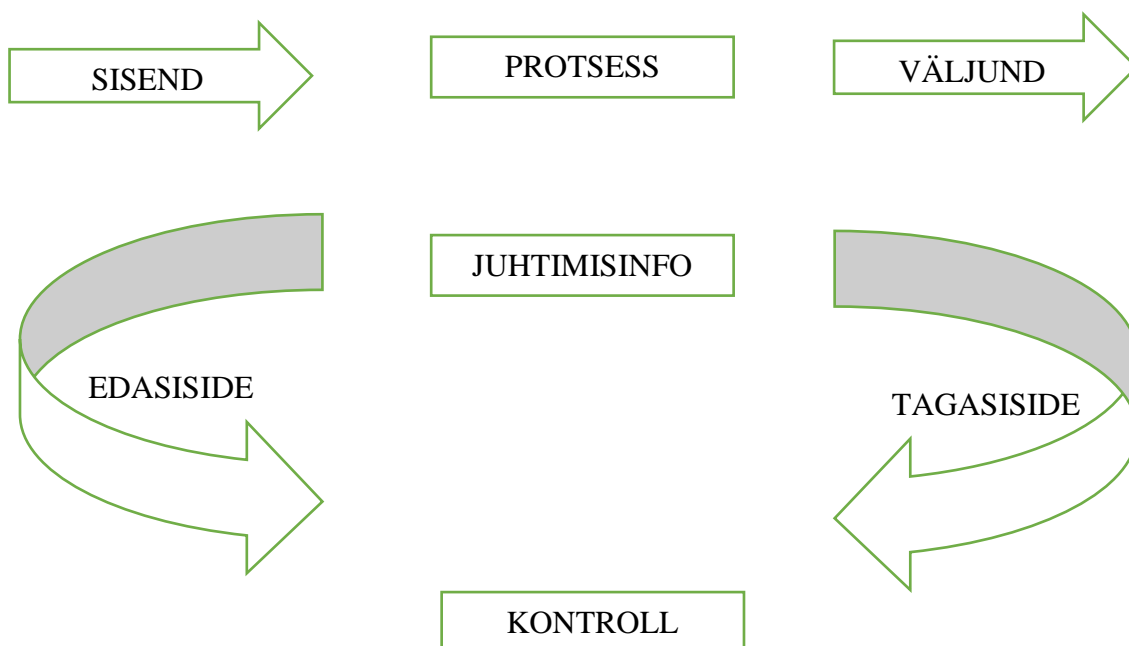 SISEND
PROTSESS
VÄLJUND
JUHTIMISINFO
EDASISIDE
TAGASISIDE
KONTROLL